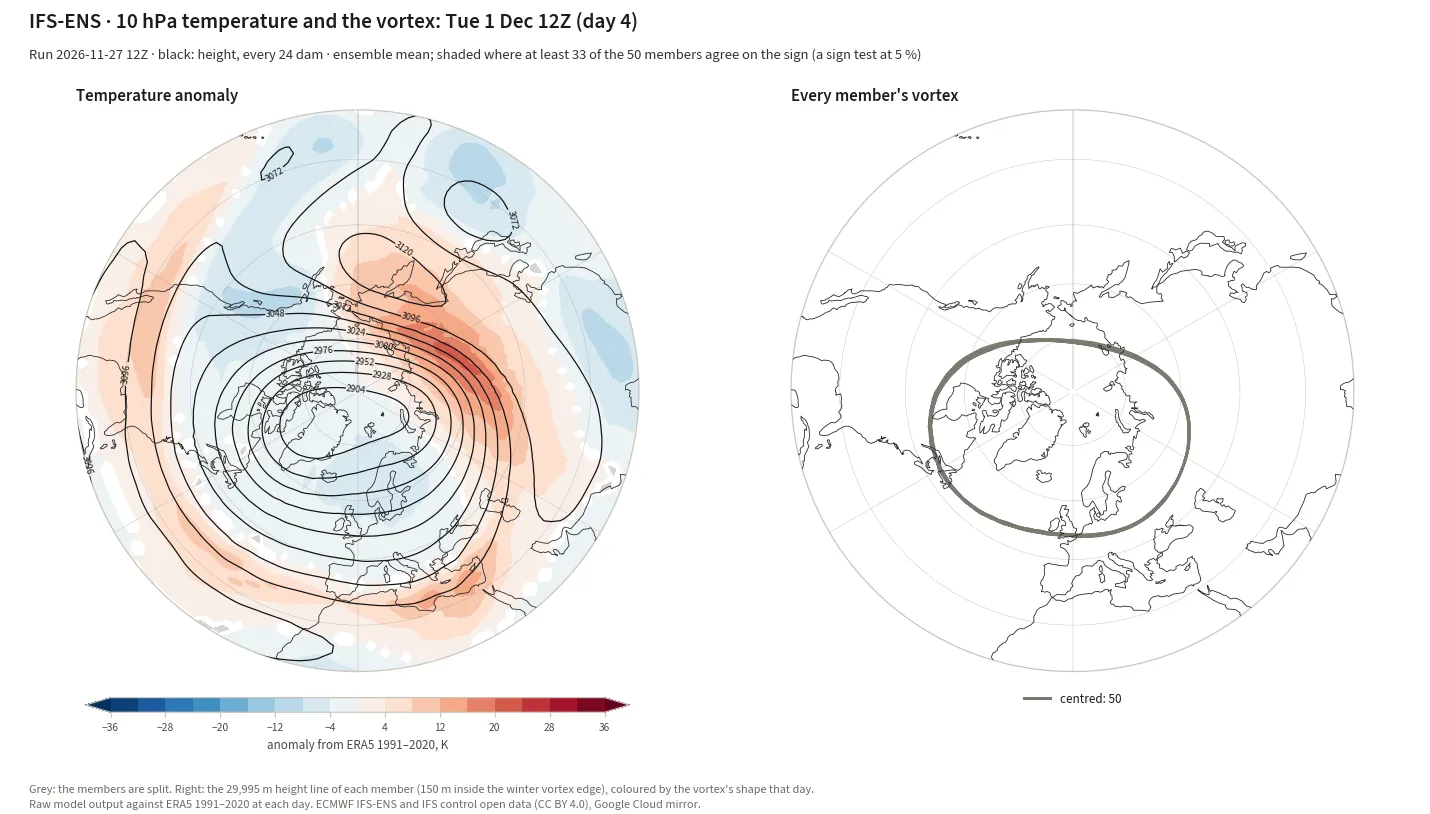 IFS-ENS · 10 hPa temperature and the vortex: Tue 1 Dec 12Z (day 4)
Run 2026-11-27 12Z · black: height, every 24 dam · ensemble mean; shaded where at least 33 of the 50 members agree on the sign (a sign test at 5 %)
Temperature anomaly
Every member's vortex
3072
3072
3120
3096
3048
3072
3096
3024
3000
2976
2952
2928
2904
3096
centred: 50
−36 −28 −20 −12 −4 4 12 20 28 36
anomaly from ERA5 1991–2020, K
Grey: the members are split. Right: the 29,995 m height line of each member (150 m inside the winter vortex edge), coloured by the vortex's shape that day.
Raw model output against ERA5 1991–2020 at each day. ECMWF IFS-ENS and IFS control open data (CC BY 4.0), Google Cloud mirror.